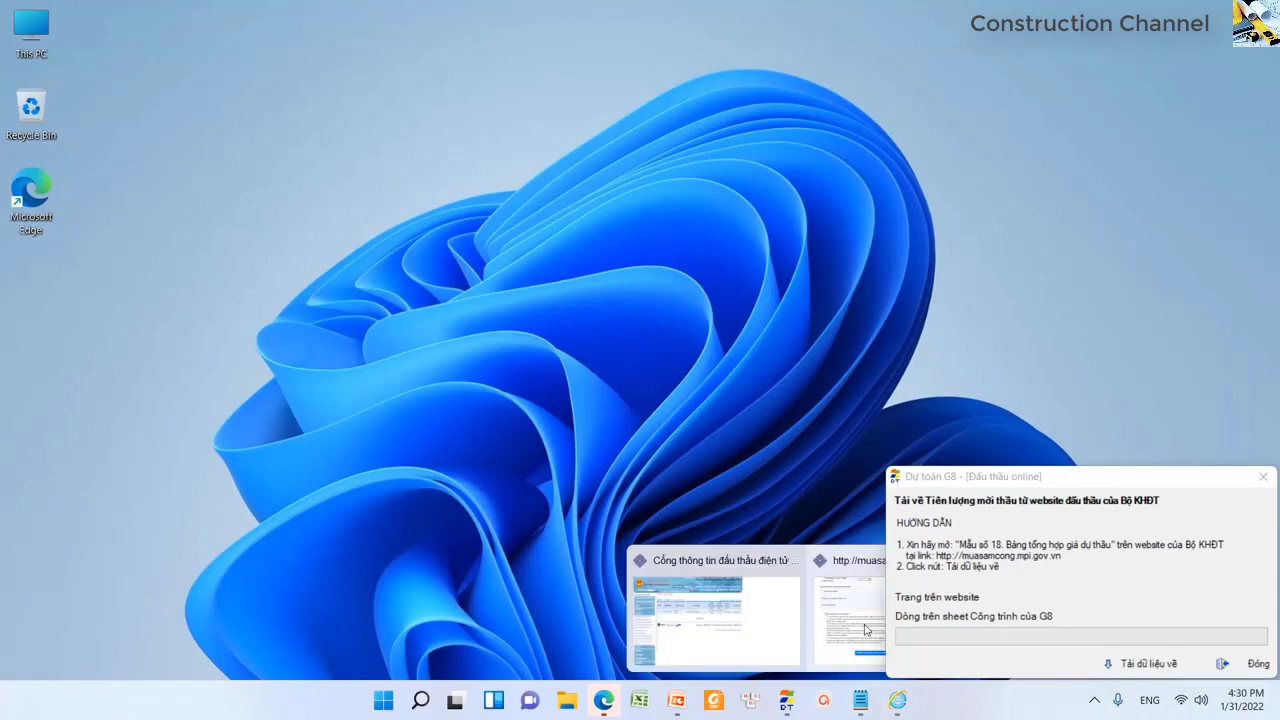 Construction Channel
This PC
Recycle Bin
Microsoft
Edge
Dự toán G8 - [Đấu thầu online]
Tải về Tiên lượng mời thầu từ website đấu thầu của Bộ KHĐT
HƯỚNG DẪN
1. Xin hãy mở: "Mẫu số 18. Bảng tổng hợp giá dự thầu" trên website của Bộ KHĐT
tại link: http://muasamcong.mpi.gov.vn
2. Click nút: Tải dữ liệu về
Cổng thông tin đấu thầu điện tử ...
http://muasa
Trang trên website
Dòng trên sheet Công trình của G8
Tải dữ liệu về
Đóng
ENG
4:30 PM
1/31/2022